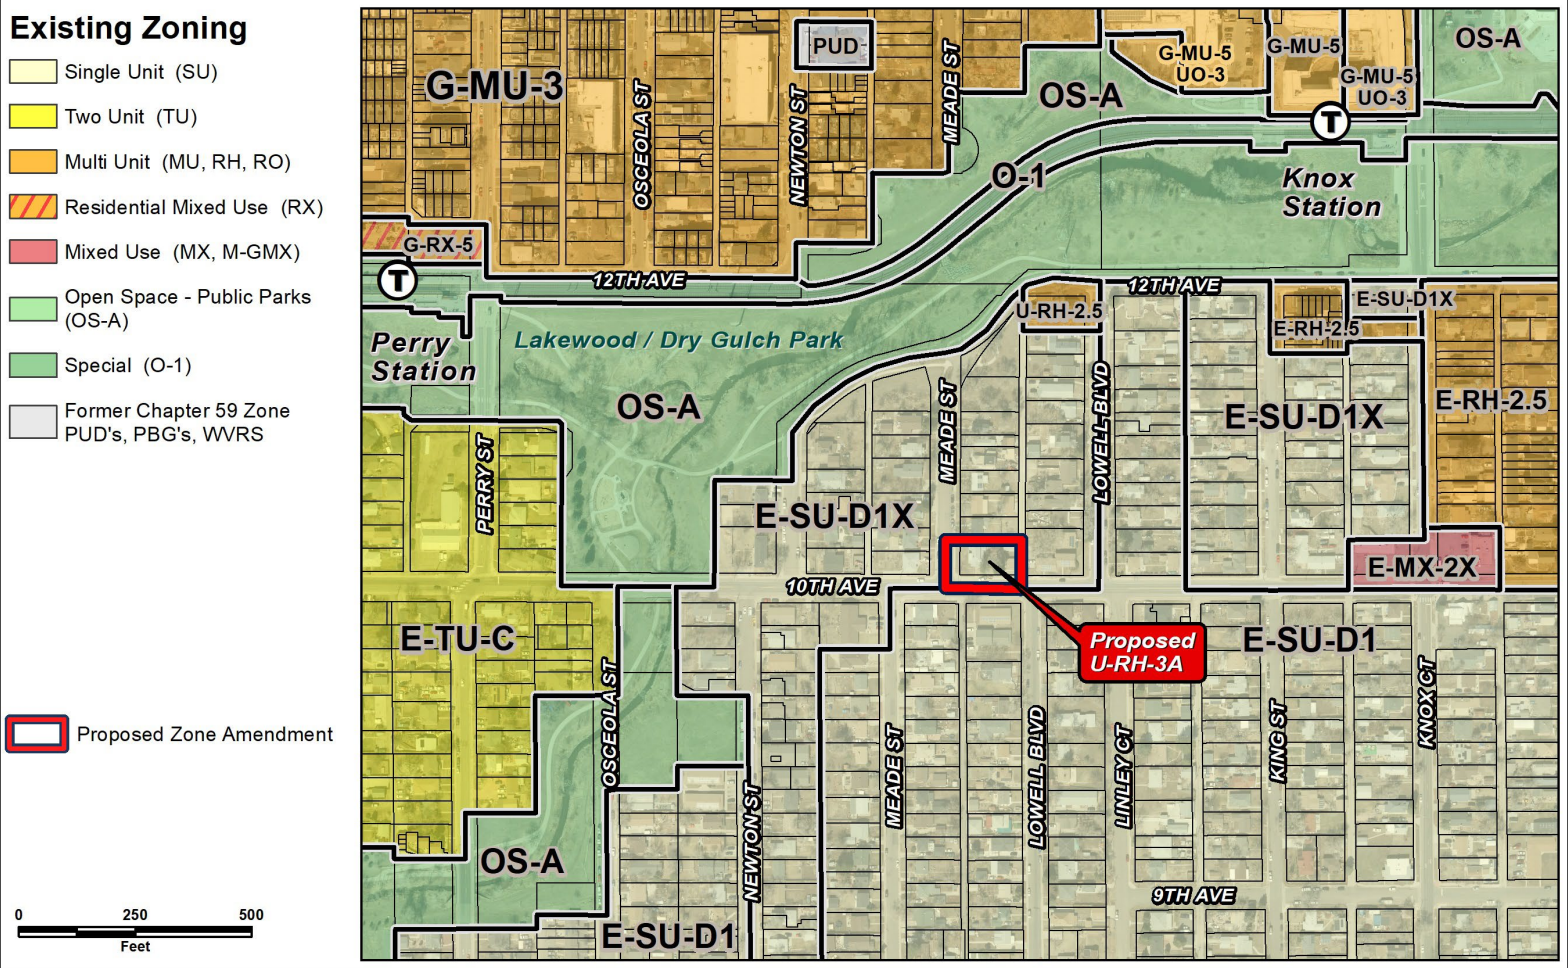 Existing Zoning
Single Unit (SU)
Two Unit (TU)
Multi Unit (MU, RH, RO)
Residential Mixed Use (RX)
Mixed Use (MX, M-GMX)
Open Space - Public Parks
(OS-A)
Special (O-1)
Former Chapter 59 Zone
PUD's, PBG's, WVRS
Proposed Zone Amendment
0 250 500
Feet
G-MU-3
OSCEOLA ST
PUD
NEWTON ST
MEADE ST
OS-A
G-MU-5
UO-3
G-MU-5
G-MU-5
UO-3
OS-A
T
O-1
Knox
Station
G-RX-5
T
12TH AVE
12TH AVE
U-RH-2.5
E-SU-D1X
E-RH-2.5
Perry
Station
Lakewood / Dry Gulch Park
OS-A
MEADE ST
LOWELL BLVD
E-SU-D1X
E-RH-2.5
PERRY ST
E-SU-D1X
E-MX-2X
10TH AVE
E-TU-C
Proposed
U-RH-3A
E-SU-D1
OSCEOLA ST
MEADE ST
LOWELL BLVD
LINLEY CT
KING ST
KNOX CT
NEWTON ST
OS-A
9TH AVE
E-SU-D1